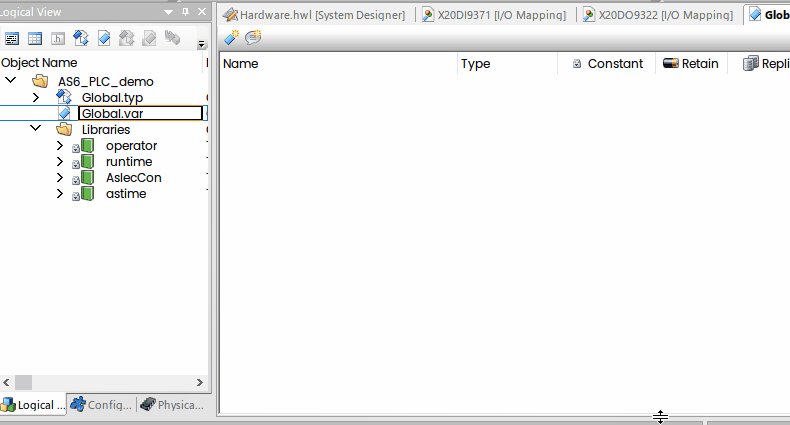 Logical View
Hardware.hwl [System Designer]
X20DI9371 [I/O Mapping]
X20DO9322 [I/O Mapping]
Glob
Object Name
Name
Type
Constant
Retain
Repli
AS6_PLC_demo
Global.typ
Global.var
Libraries
operator
runtime
AsIecCon
astime
Logical ...
Config...
Physica...